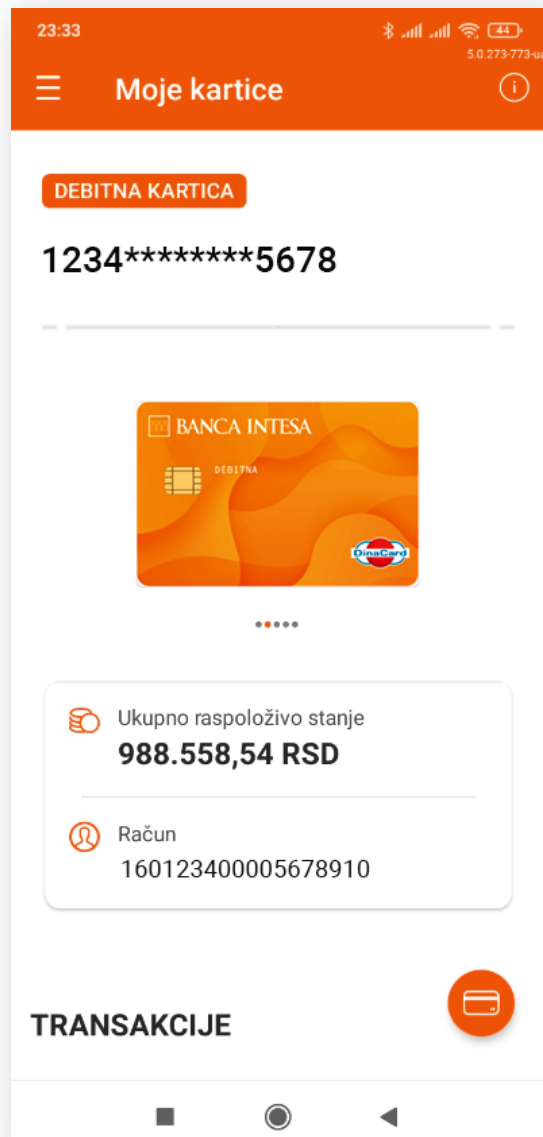 23:33
44
5.0.273-773-ua
Moje kartice
DEBITNA KARTICA
1234********5678
BANCA INTESA
DEBITNA
DinaCard
Ukupno raspoloživo stanje
988.558,54 RSD
Račun
160123400005678910
TRANSAKCIJE